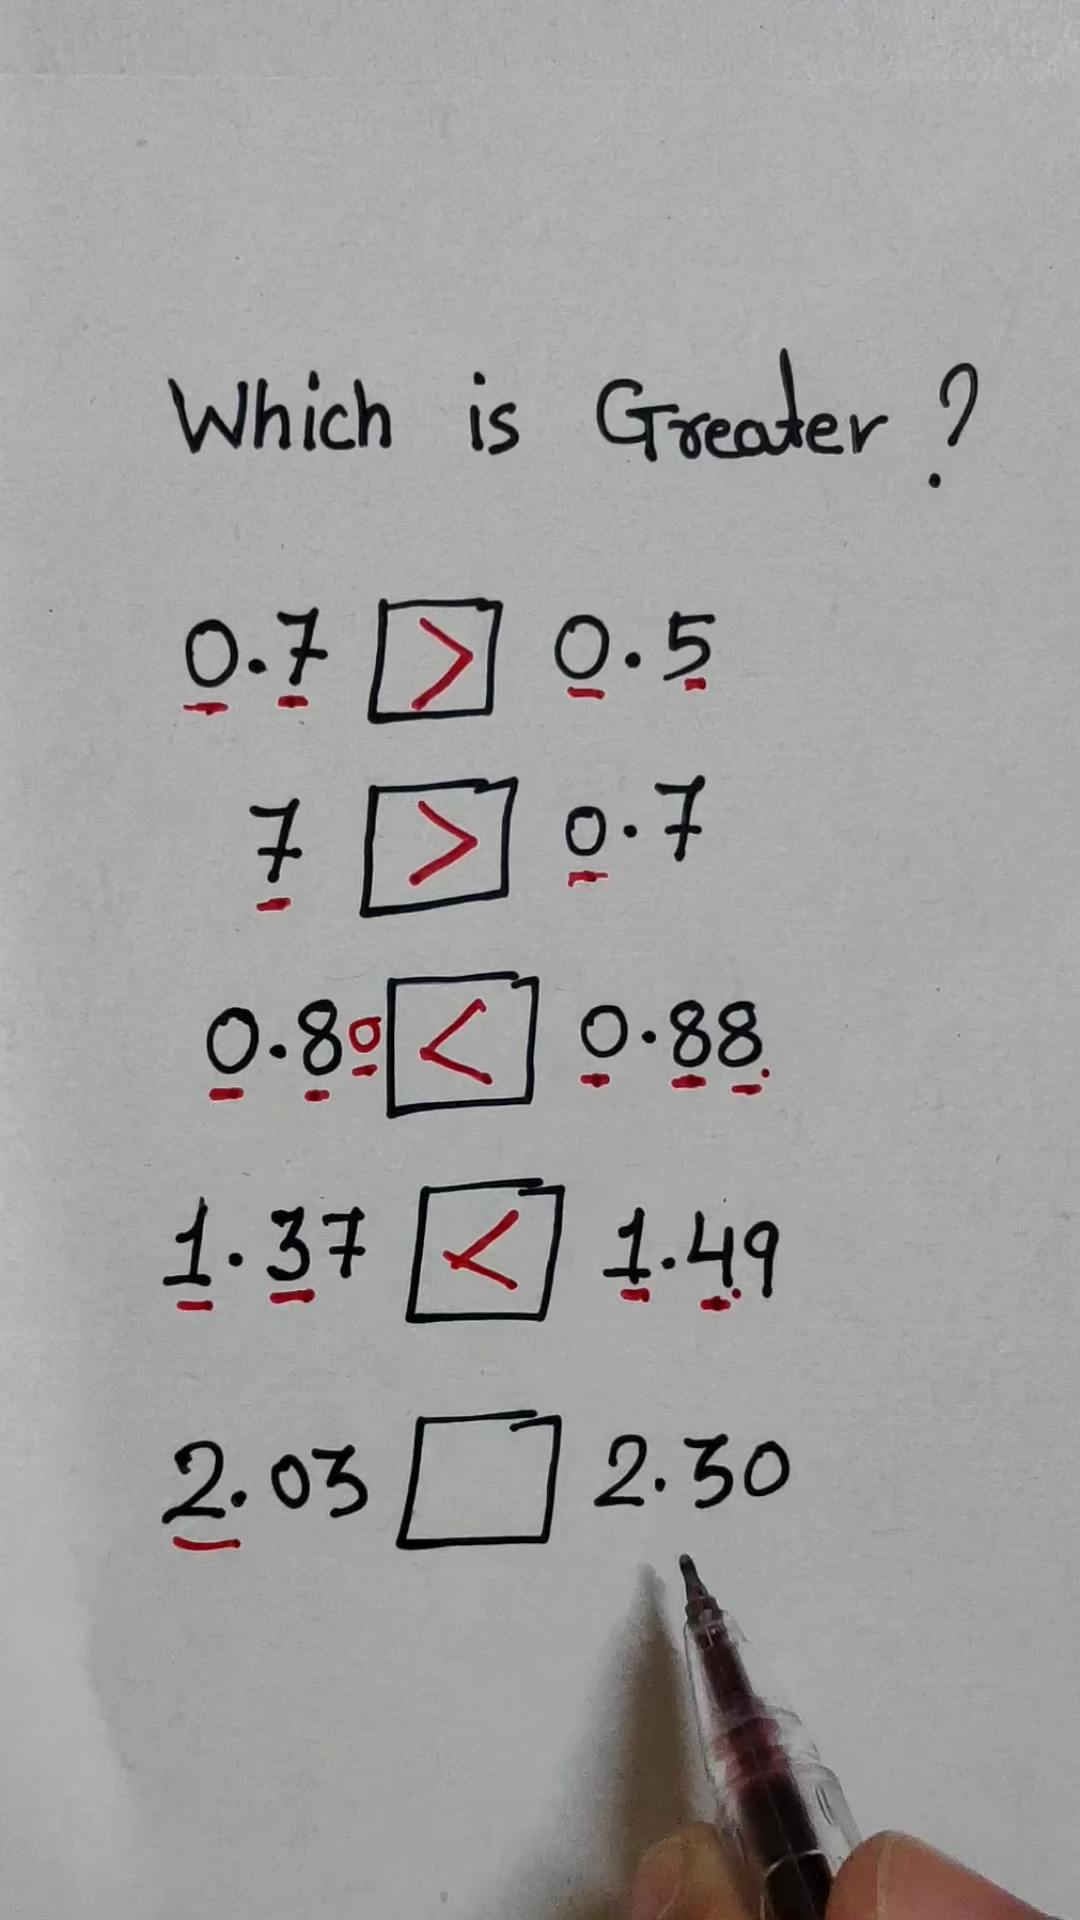 Which is Greater ?
0.7 > 0.5
7 > 0.7
0.80 < 0.88
1.37 < 1.49
2.03 2.30